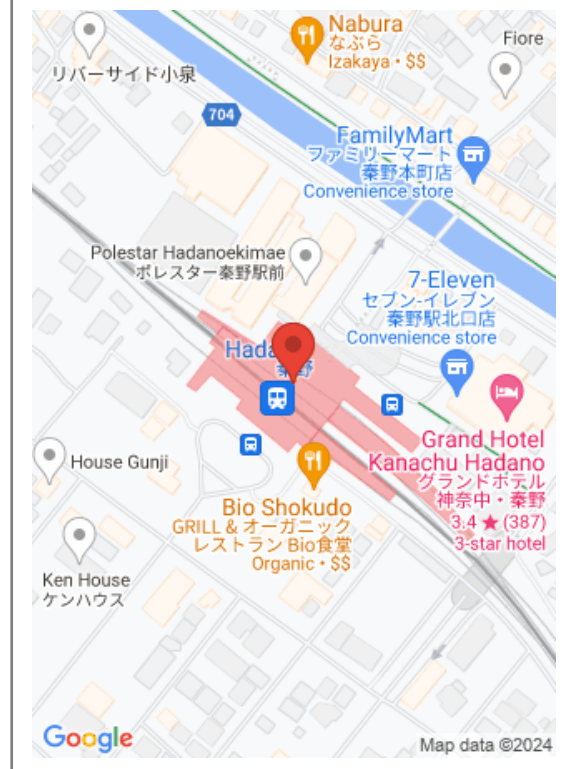 Nabura
なぶら
Izakaya • $$
Fiore
リバーサイド小泉
704
FamilyMart
ファミリーマート
秦野本町店
Convenience store
Polestar Hadanoekimae
ポレスター秦野駅前
7-Eleven
セブン-イレブン
秦野駅北口店
Convenience store
秦野
Grand Hotel
Kanachu Hadano
グランドホテル
神奈中・秦野
3.4 ★ (387)
3-star hotel
House Gunji
Bio Shokudo
GRILL & オーガニック
レストラン Bio食堂
Organic • $$
Ken House
ケンハウス
Google
Map data ©2024